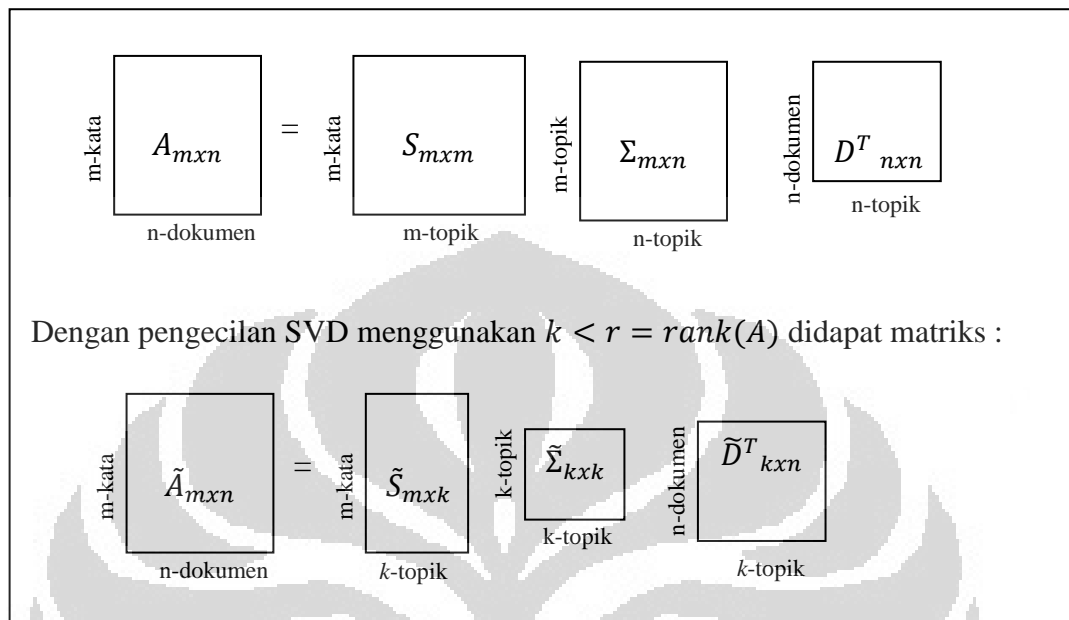 m-kata
A_{mxn}
n-dokumen
=
m-kata
S_{mxm}
m-topik
m-topik
Σ_{mxn}
n-topik
n-dokumen
D^T_{nxn}
n-topik
Dengan pengecilan SVD menggunakan k < r = rank(A) didapat matriks :
m-kata
Ã_{mxn}
n-dokumen
=
m-kata
S̃_{mxk}
k-topik
k-topik
Σ̃_{kxk}
k-topik
n-dokumen
D̃^T_{kxn}
k-topik